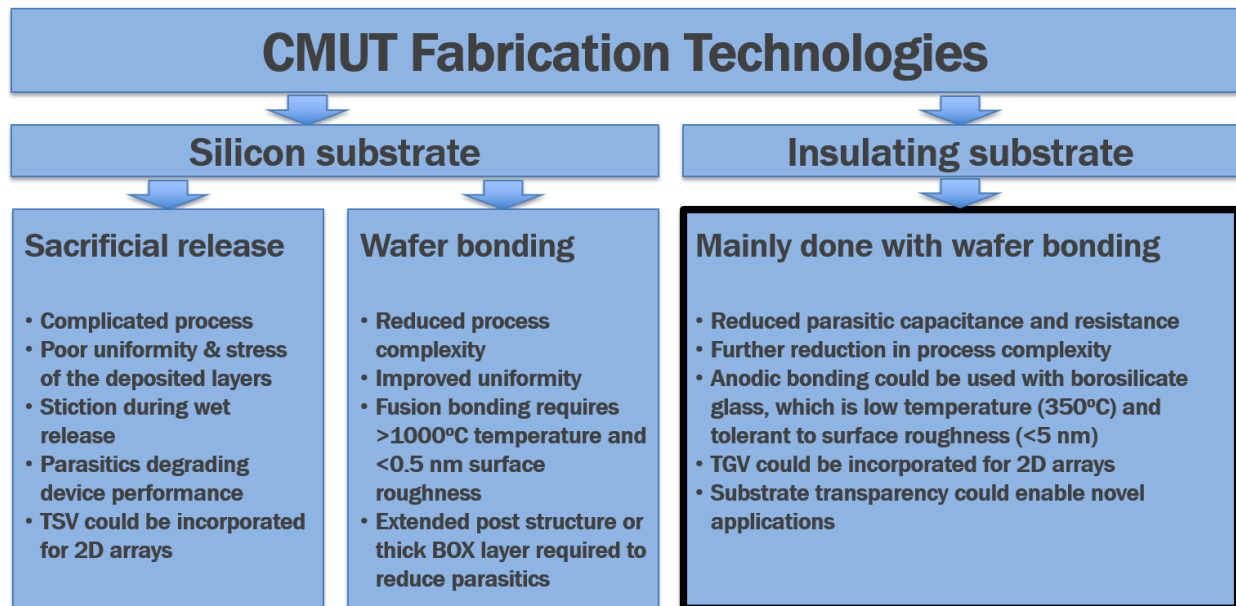 CMUT Fabrication Technologies
Silicon substrate
Insulating substrate
Sacrificial release
• Complicated process
• Poor uniformity & stress
of the deposited layers
• Stiction during wet
release
• Parasitics degrading
device performance
• TSV could be incorporated
for 2D arrays
Wafer bonding
• Reduced process
complexity
• Improved uniformity
• Fusion bonding requires
>1000ºC temperature and
<0.5 nm surface
roughness
• Extended post structure or
thick BOX layer required to
reduce parasitics
Mainly done with wafer bonding
• Reduced parasitic capacitance and resistance
• Further reduction in process complexity
• Anodic bonding could be used with borosilicate
glass, which is low temperature (350ºC) and
tolerant to surface roughness (<5 nm)
• TGV could be incorporated for 2D arrays
• Substrate transparency could enable novel
applications